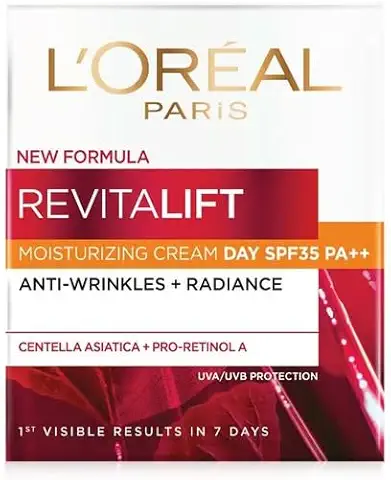 L'ORÉAL
PARiS
NEW FORMULA
REVITALIFT
MOISTURIZING CREAM DAY SPF35 PA++
ANTI-WRINKLES + RADIANCE
CENTELLA ASIATICA + PRO-RETINOL A
UVA/UVB PROTECTION
1ST VISIBLE RESULTS IN 7 DAYS